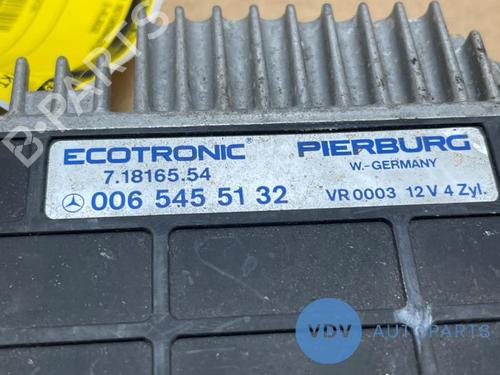 ECOTRONIC® PIERBURG
7.18165.54 W.-GERMANY
006 545 51 32 VR 0003 12 V 4 Zyl.
B-PARTS
VDV AUTOPARTS